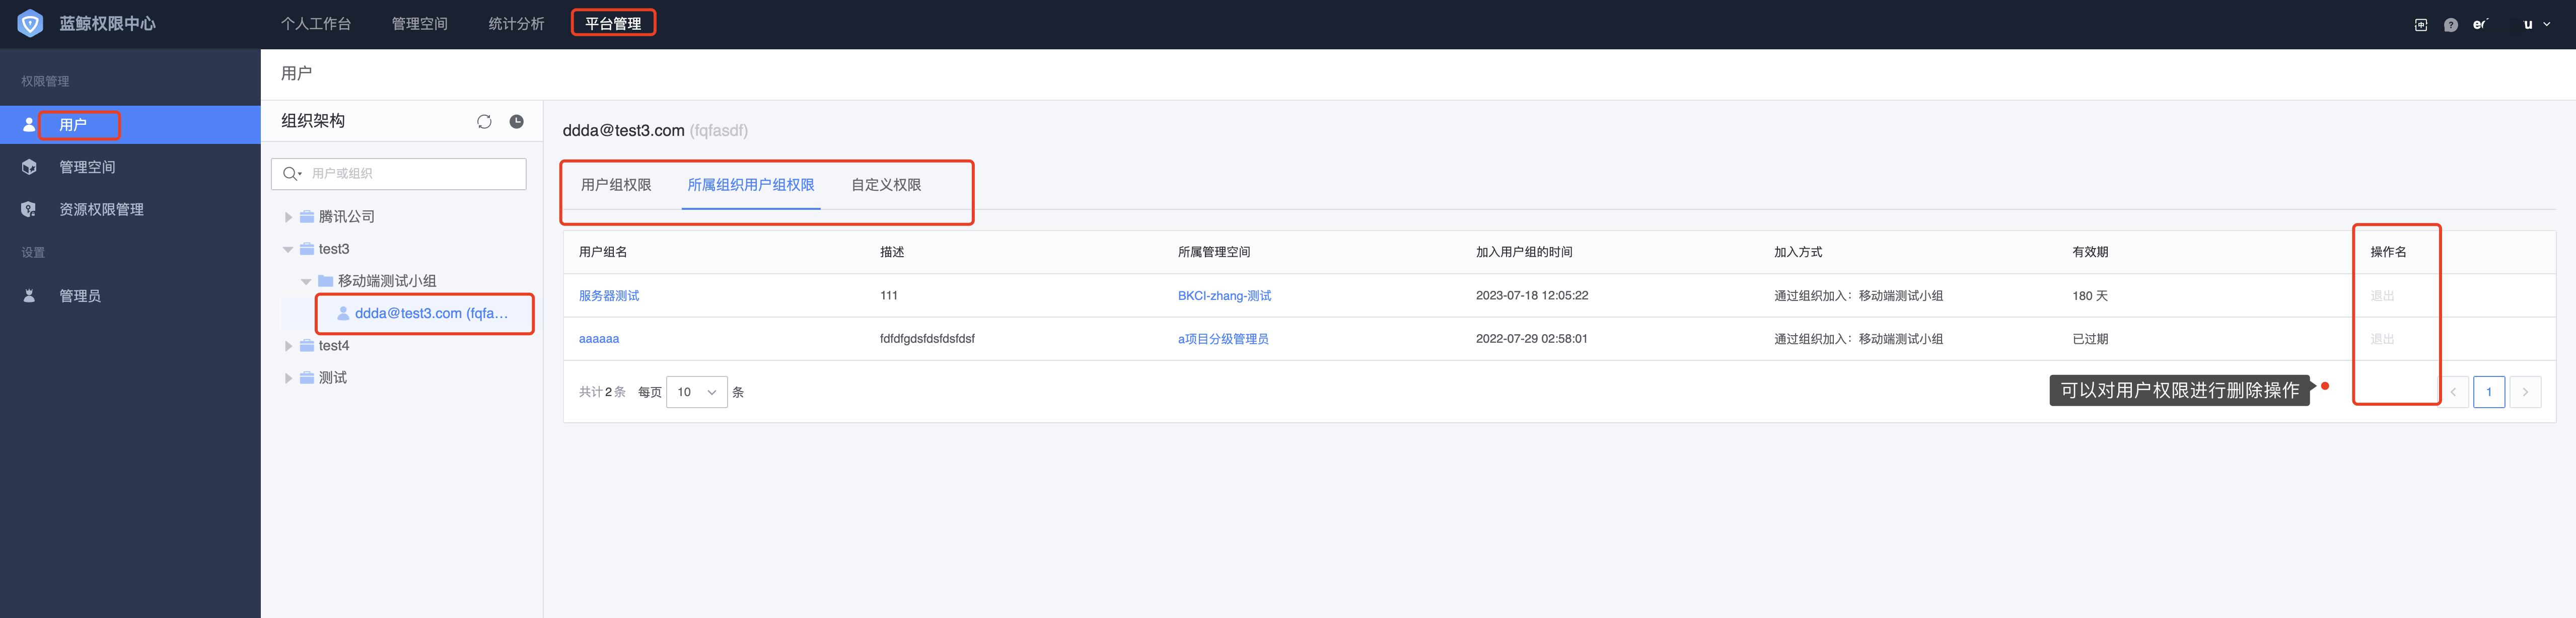 蓝鲸权限中心
个人工作台 管理空间 统计分析 平台管理
u
权限管理
用户
管理空间
资源权限管理
设置
管理员
用户
组织架构
用户或组织
腾讯公司
test3
移动端测试小组
ddda@test3.com (fqfa...
test4
测试
ddda@test3.com (fqfasdf)
用户组权限 所属组织用户组权限 自定义权限
用户组名 描述 所属管理空间 加入用户组的时间 加入方式 有效期 操作名
服务器测试 111 BKCI-zhang-测试 2023-07-18 12:05:22 通过组织加入：移动端测试小组 180 天 退出
aaaaaa fdfdfgdsfdsfdsfdsf a项目分级管理员 2022-07-29 02:58:01 通过组织加入：移动端测试小组 已过期 退出
共计2条 每页 10 条
可以对用户权限进行删除操作
1